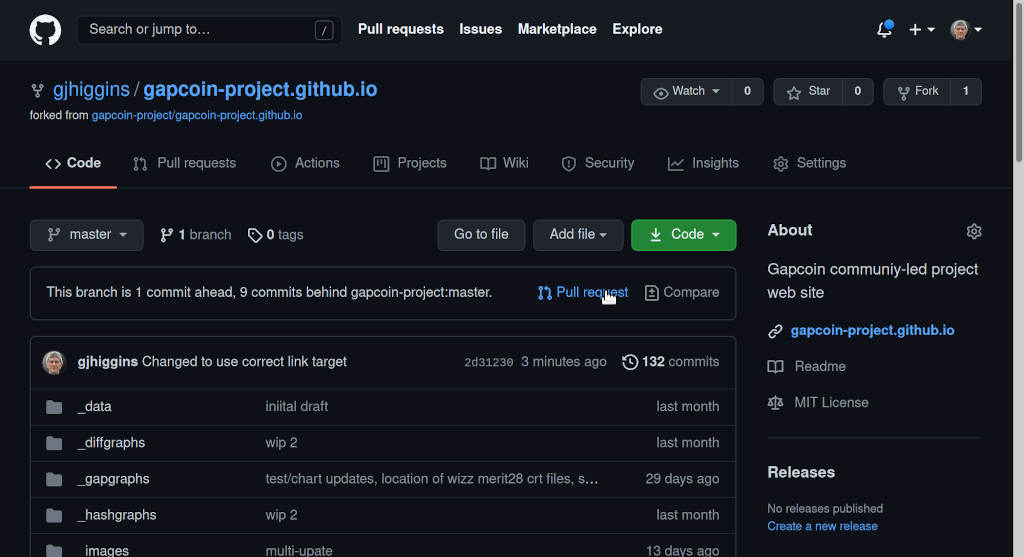 Search or jump to… /
Pull requests Issues Marketplace Explore
gjhiggins / gapcoin-project.github.io
Watch 0 Star 0 Fork 1
forked from gapcoin-project/gapcoin-project.github.io
Code Pull requests Actions Projects Wiki Security Insights Settings
master 1 branch 0 tags Go to file Add file Code
This branch is 1 commit ahead, 9 commits behind gapcoin-project:master. Pull request Compare
gjhiggins Changed to use correct link target 2d31230 3 minutes ago 132 commits
_data iniital draft last month
_diffgraphs wip 2 last month
_gapgraphs test/chart updates, location of wizz merit28 crt files, s… 29 days ago
_hashgraphs wip 2 last month
_images multi-upate 13 days ago
About
Gapcoin communiy-led project
web site
gapcoin-project.github.io
Readme
MIT License
Releases
No releases published
Create a new release